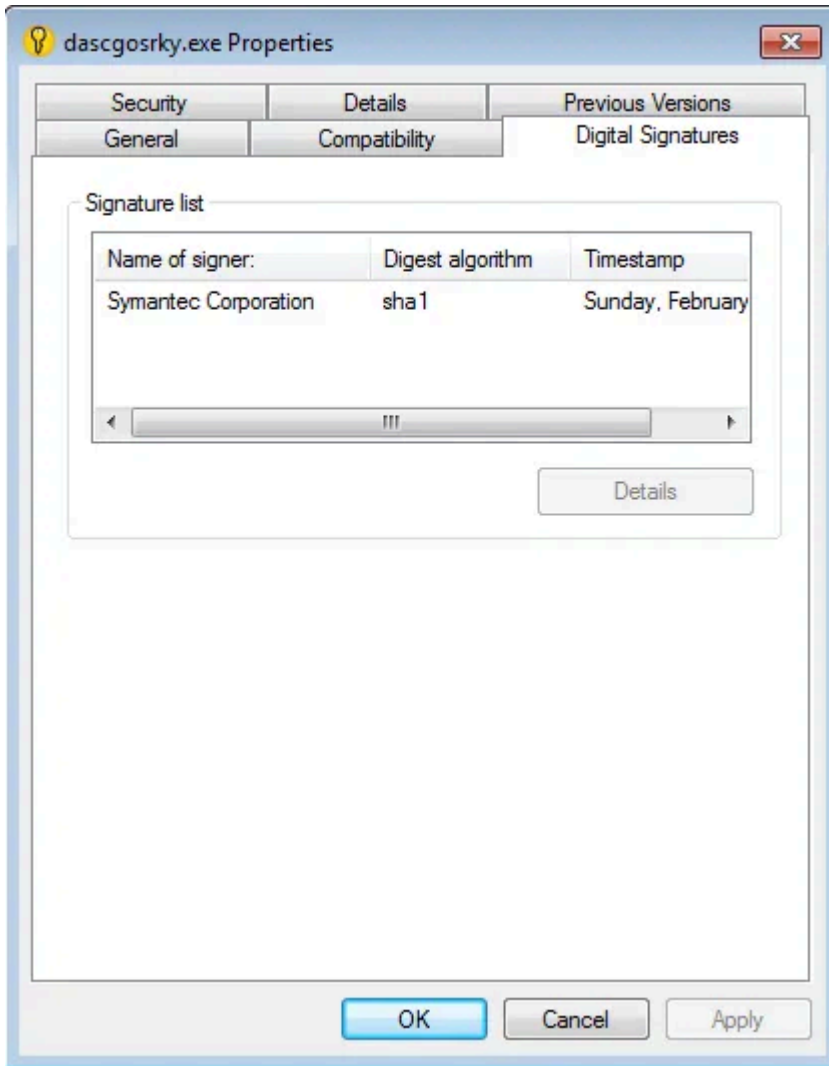 dascgosrky.exe Properties
Security Details Previous Versions
General Compatibility Digital Signatures
Signature list
Name of signer: Digest algorithm Timestamp
Symantec Corporation sha1 Sunday, February
Details
OK Cancel Apply